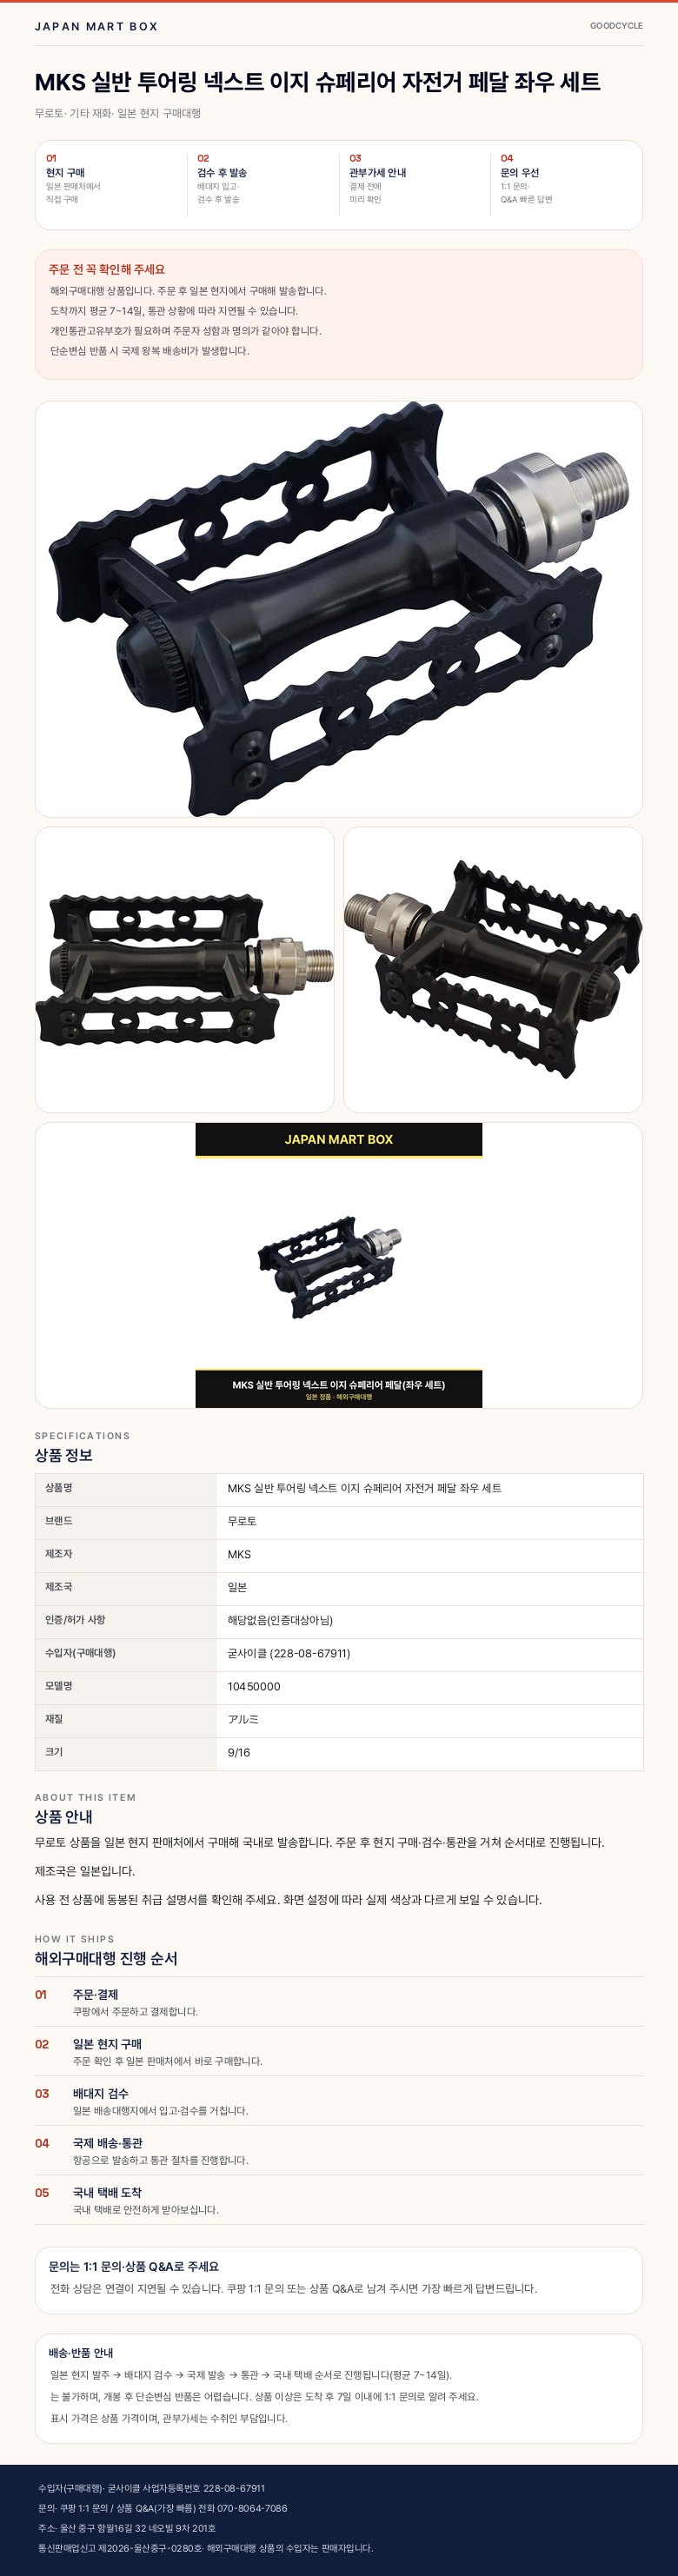 JAPAN MART BOX
GOODCYCLE
MKS 실반 투어링 넥스트 이지 슈페리어 자전거 페달 좌우 세트
무로토· 기타 재화· 일본 현지 구매대행
01
현지 구매
일본 판매처에서
직접 구매
02
검수 후 발송
배대지 입고·
검수 후 발송
03
관부가세 안내
결제 전에
미리 확인
04
문의 우선
1:1 문의·
Q&A 빠른 답변
주문 전 꼭 확인해 주세요
해외구매대행 상품입니다. 주문 후 일본 현지에서 구매해 발송합니다.
도착까지 평균 7~14일, 통관 상황에 따라 지연될 수 있습니다.
개인통관고유부호가 필요하며 주문자 성함과 명의가 같아야 합니다.
단순변심 반품 시 국제 왕복 배송비가 발생합니다.
JAPAN MART BOX
MKS 실반 투어링 넥스트 이지 슈페리어 페달(좌우 세트)
일본 정품 · 해외구매대행
SPECIFICATIONS
상품 정보
상품명 MKS 실반 투어링 넥스트 이지 슈페리어 자전거 페달 좌우 세트
브랜드 무로토
제조자 MKS
제조국 일본
인증/허가 사항 해당없음(인증대상아님)
수입자(구매대행) 굳사이클 (228-08-67911)
모델명 10450000
재질 アルミ
크기 9/16
ABOUT THIS ITEM
상품 안내
무로토 상품을 일본 현지 판매처에서 구매해 국내로 발송합니다. 주문 후 현지 구매·검수·통관을 거쳐 순서대로 진행됩니다.
제조국은 일본입니다.
사용 전 상품에 동봉된 취급 설명서를 확인해 주세요. 화면 설정에 따라 실제 색상과 다르게 보일 수 있습니다.
HOW IT SHIPS
해외구매대행 진행 순서
01 주문·결제
쿠팡에서 주문하고 결제합니다.
02 일본 현지 구매
주문 확인 후 일본 판매처에서 바로 구매합니다.
03 배대지 검수
일본 배송대행지에서 입고·검수를 거칩니다.
04 국제 배송·통관
항공으로 발송하고 통관 절차를 진행합니다.
05 국내 택배 도착
국내 택배로 안전하게 받아보십니다.
문의는 1:1 문의·상품 Q&A로 주세요
전화 상담은 연결이 지연될 수 있습니다. 쿠팡 1:1 문의 또는 상품 Q&A로 남겨 주시면 가장 빠르게 답변드립니다.
배송·반품 안내
일본 현지 발주 → 배대지 검수 → 국제 발송 → 통관 → 국내 택배 순서로 진행됩니다(평균 7~14일).
는 불가하며, 개봉 후 단순변심 반품은 어렵습니다. 상품 이상은 도착 후 7일 이내에 1:1 문의로 알려 주세요.
표시 가격은 상품 가격이며, 관부가세는 수취인 부담입니다.
수입자(구매대행)· 굳사이클 사업자등록번호 228-08-67911
문의· 쿠팡 1:1 문의 / 상품 Q&A(가장 빠름) 전화 070-8064-7086
주소· 울산 중구 함월16길 32 네오빌 9차 201호
통신판매업신고 제2026-울산중구-0280호· 해외구매대행 상품의 수입자는 판매자입니다.